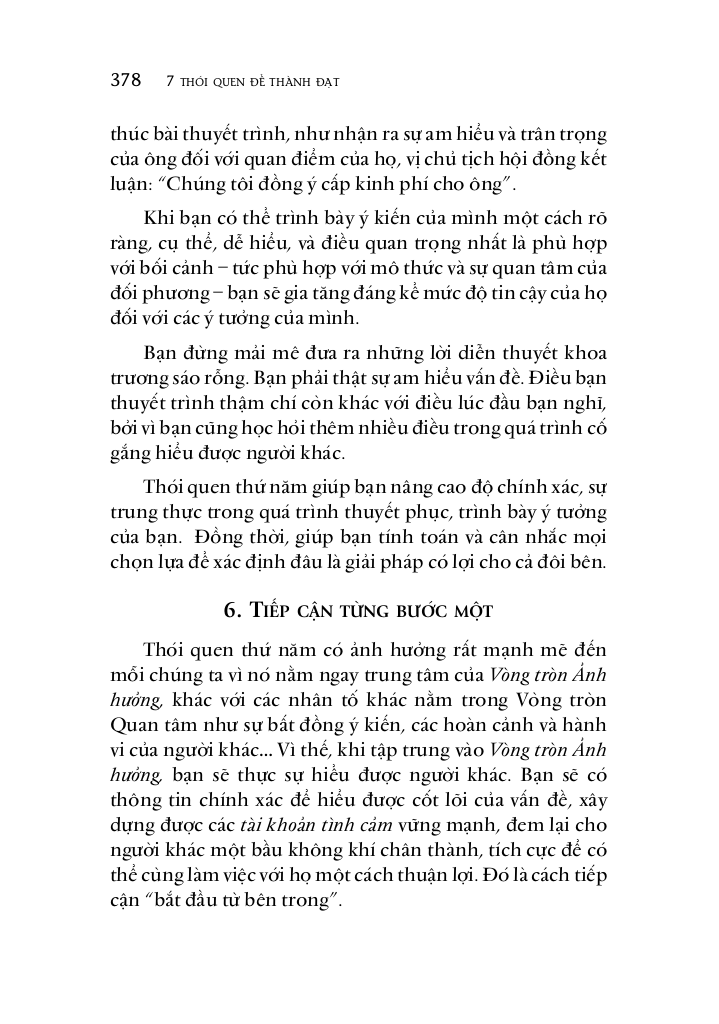 378 7 THÓI QUEN ĐỂ THÀNH ĐẠT
thúc bài thuyết trình, như nhận ra sự am hiểu và trân trọng
của ông đối với quan điểm của họ, vị chủ tịch hội đồng kết
luận: “Chúng tôi đồng ý cấp kinh phí cho ông”.
Khi bạn có thể trình bày ý kiến của mình một cách rõ
ràng, cụ thể, dễ hiểu, và điều quan trọng nhất là phù hợp
với bối cảnh – tức phù hợp với mô thức và sự quan tâm của
đối phương – bạn sẽ gia tăng đáng kể mức độ tin cậy của họ
đối với các ý tưởng của mình.
Bạn đừng mải mê đưa ra những lời diễn thuyết khoa
trương sáo rỗng. Bạn phải thật sự am hiểu vấn đề. Điều bạn
thuyết trình thậm chí còn khác với điều lúc đầu bạn nghĩ,
bởi vì bạn cũng học hỏi thêm nhiều điều trong quá trình cố
gắng hiểu được người khác.
Thói quen thứ năm giúp bạn nâng cao độ chính xác, sự
trung thực trong quá trình thuyết phục, trình bày ý tưởng
của bạn. Đồng thời, giúp bạn tính toán và cân nhắc mọi
chọn lựa để xác định đâu là giải pháp có lợi cho cả đôi bên.
6. TIẾP CẬN TỪNG BƯỚC MỘT
Thói quen thứ năm có ảnh hưởng rất mạnh mẽ đến
mỗi chúng ta vì nó nằm ngay trung tâm của Vòng tròn Ảnh
hưởng, khác với các nhân tố khác nằm trong Vòng tròn
Quan tâm như sự bất đồng ý kiến, các hoàn cảnh và hành
vi của người khác... Vì thế, khi tập trung vào Vòng tròn Ảnh
hưởng, bạn sẽ thực sự hiểu được người khác. Bạn sẽ có
thông tin chính xác để hiểu được cốt lõi của vấn đề, xây
dựng được các tài khoản tình cảm vững mạnh, đem lại cho
người khác một bầu không khí chân thành, tích cực để có
thể cùng làm việc với họ một cách thuận lợi. Đó là cách tiếp
cận “bắt đầu từ bên trong”.